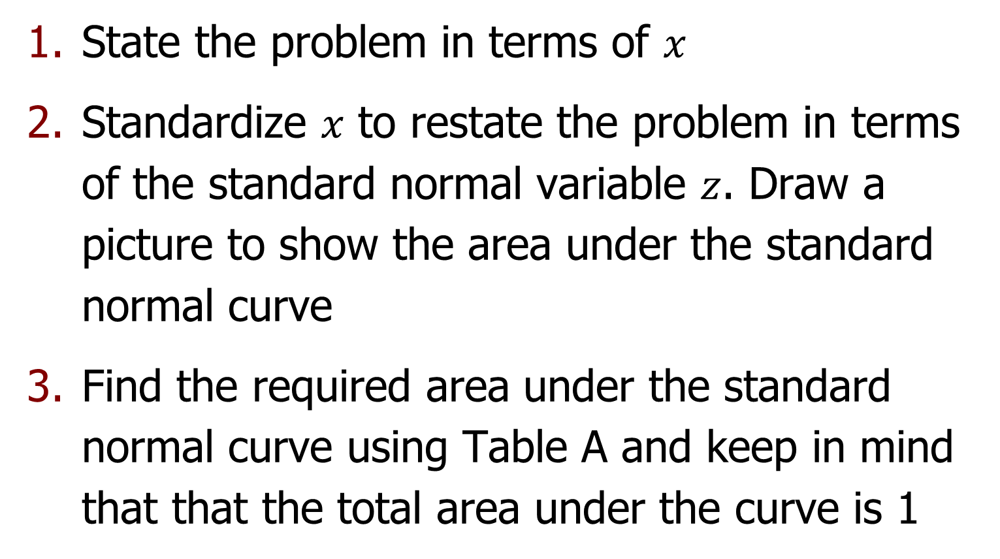 1. State the problem in terms of x
2. Standardize x to restate the problem in terms
of the standard normal variable z. Draw a
picture to show the area under the standard
normal curve
3. Find the required area under the standard
normal curve using Table A and keep in mind
that that the total area under the curve is 1